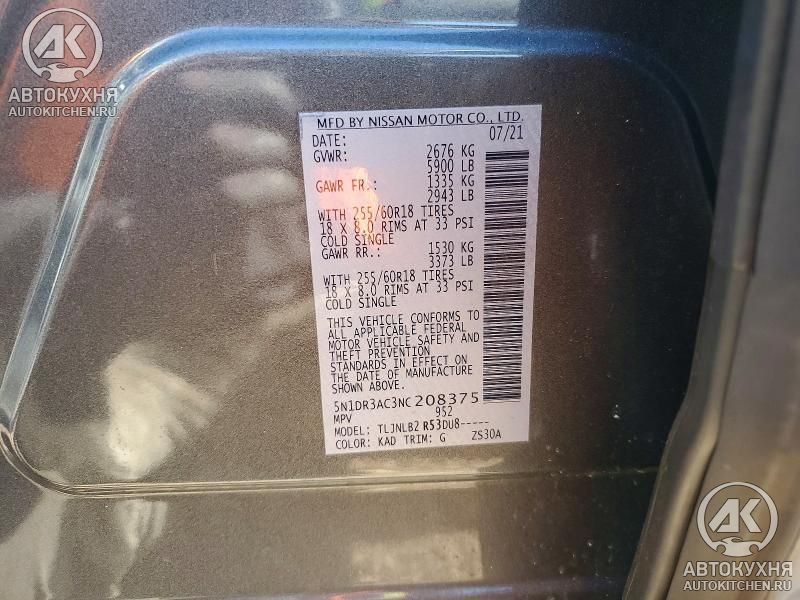 АК
АВТОКУХНЯ
AUTOKITCHEN.RU
MFD BY NISSAN MOTOR CO., LTD.
DATE: 07/21
GVWR: 2676 KG
5900 LB
GAWR FR.: 1335 KG
2943 LB
WITH 255/60R18 TIRES
18 X 8.0 RIMS AT 33 PSI
COLD SINGLE
GAWR RR.: 1530 KG
3373 LB
WITH 255/60R18 TIRES
18 X 8.0 RIMS AT 33 PSI
COLD SINGLE
THIS VEHICLE CONFORMS TO
ALL APPLICABLE FEDERAL
MOTOR VEHICLE SAFETY AND
THEFT PREVENTION
STANDARDS IN EFFECT ON
THE DATE OF MANUFACTURE
SHOWN ABOVE.
5N1DR3AC3NC208375
MPV 952
MODEL: TLJNLB2 R53DU8-----
COLOR: KAD TRIM: G ZS30A
АК
АВТОКУХНЯ
AUTOKITCHEN.RU